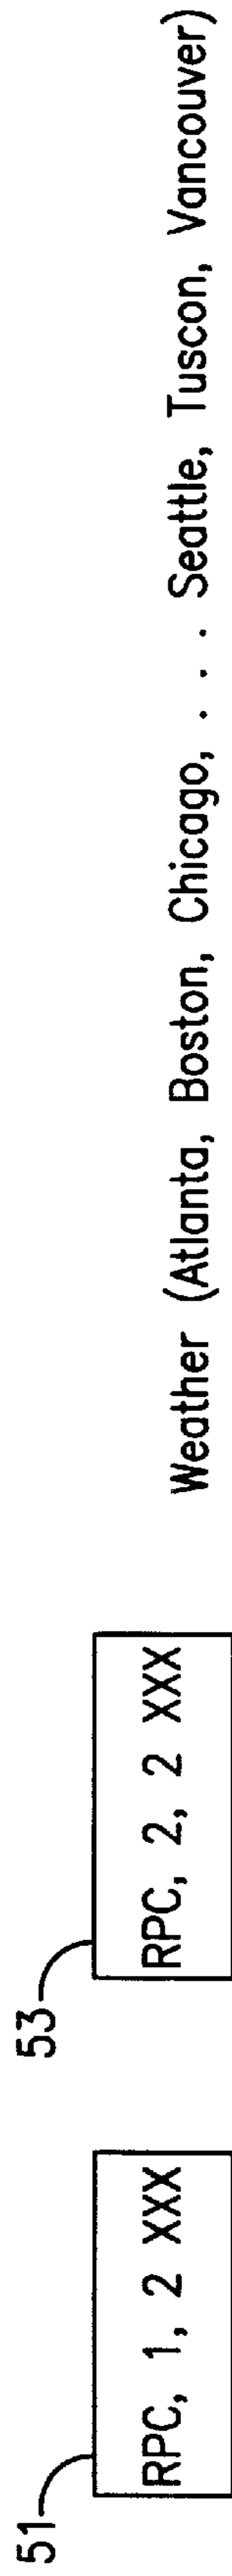 51
RPC, 1, 2 XXX
53
RPC, 2, 2 XXX
Weather (Atlanta, Boston, Chicago, . . . Seattle, Tuscon, Vancouver)